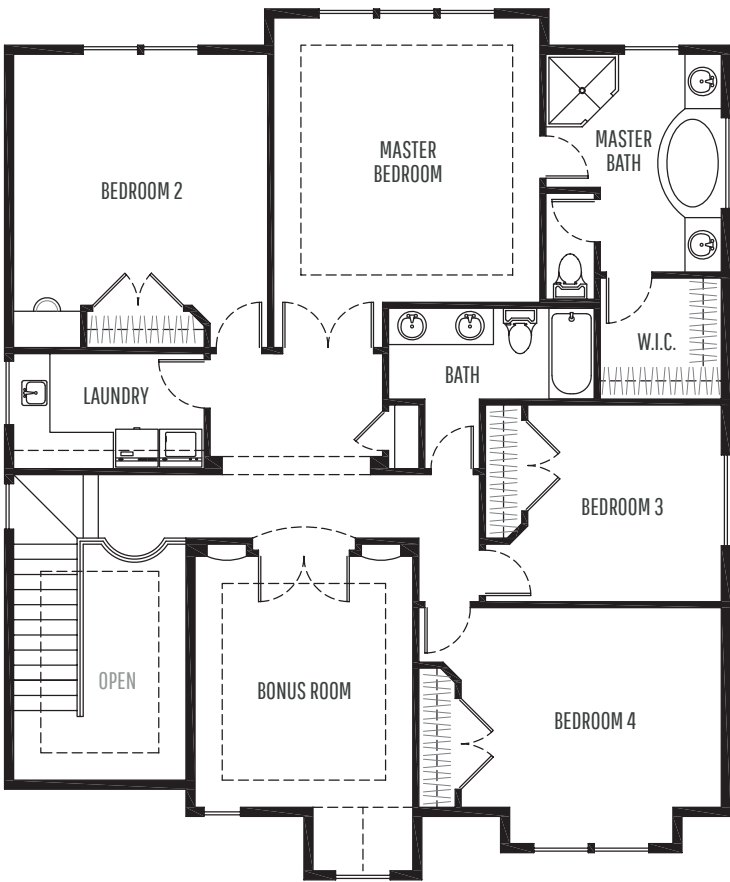 MASTER
BEDROOM
MASTER
BATH
BEDROOM 2
W.I.C.
BATH
LAUNDRY
BEDROOM 3
OPEN
BONUS ROOM
BEDROOM 4